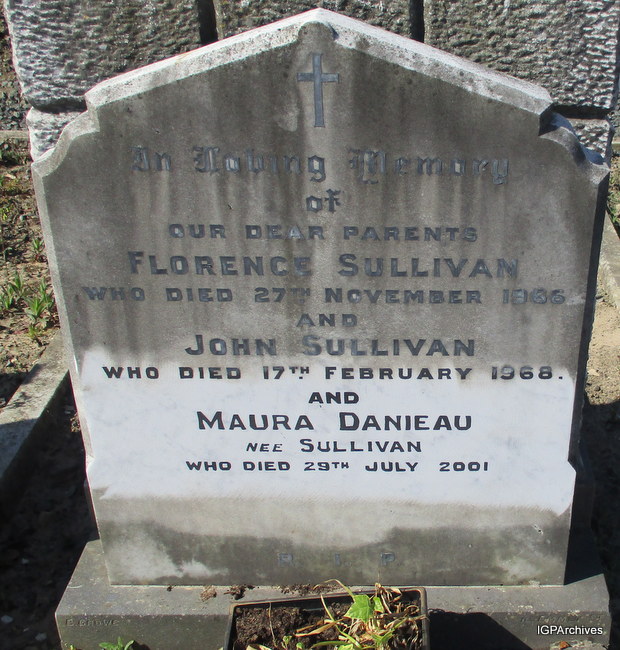 In Loving Memory
of
OUR DEAR PARENTS
FLORENCE SULLIVAN
WHO DIED 27TH NOVEMBER 1966
AND
JOHN SULLIVAN
WHO DIED 17TH FEBRUARY 1968.
AND
MAURA DANIEAU
NEE SULLIVAN
WHO DIED 29TH JULY 2001
R I P
IGPArchives